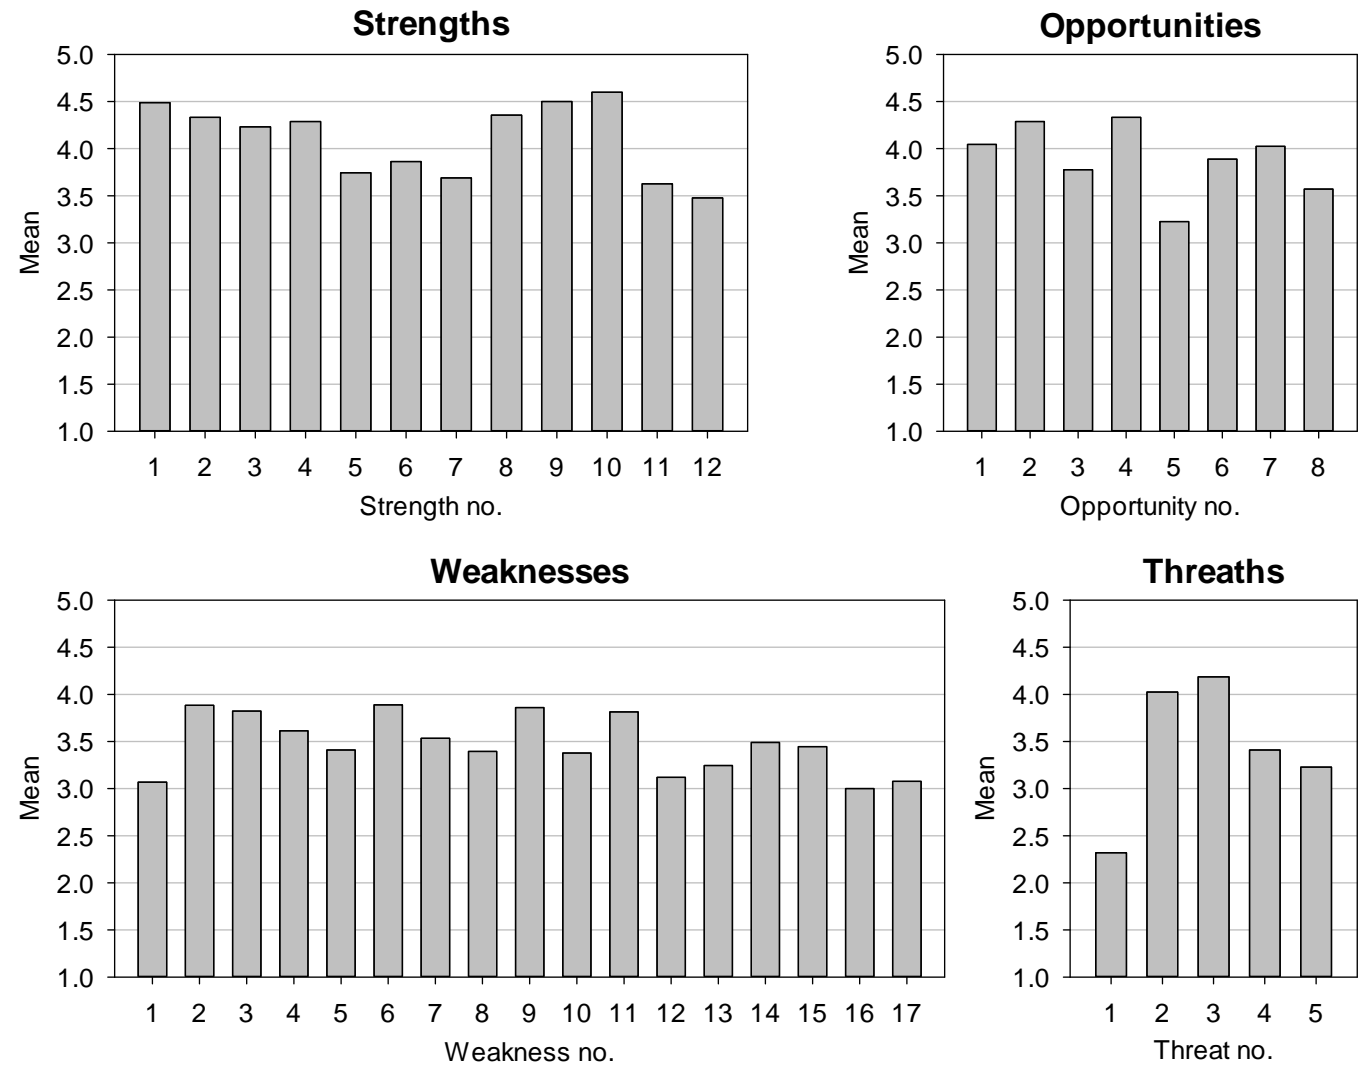 Strengths
5.0
4.5
4.0
3.5
3.0
2.5
2.0
1.5
1.0
Mean
1 2 3 4 5 6 7 8 9 10 11 12
Strength no.
Opportunities
5.0
4.5
4.0
3.5
3.0
2.5
2.0
1.5
1.0
Mean
1 2 3 4 5 6 7 8
Opportunity no.
Weaknesses
5.0
4.5
4.0
3.5
3.0
2.5
2.0
1.5
1.0
Mean
1 2 3 4 5 6 7 8 9 10 11 12 13 14 15 16 17
Weakness no.
Threaths
5.0
4.5
4.0
3.5
3.0
2.5
2.0
1.5
1.0
Mean
1 2 3 4 5
Threat no.